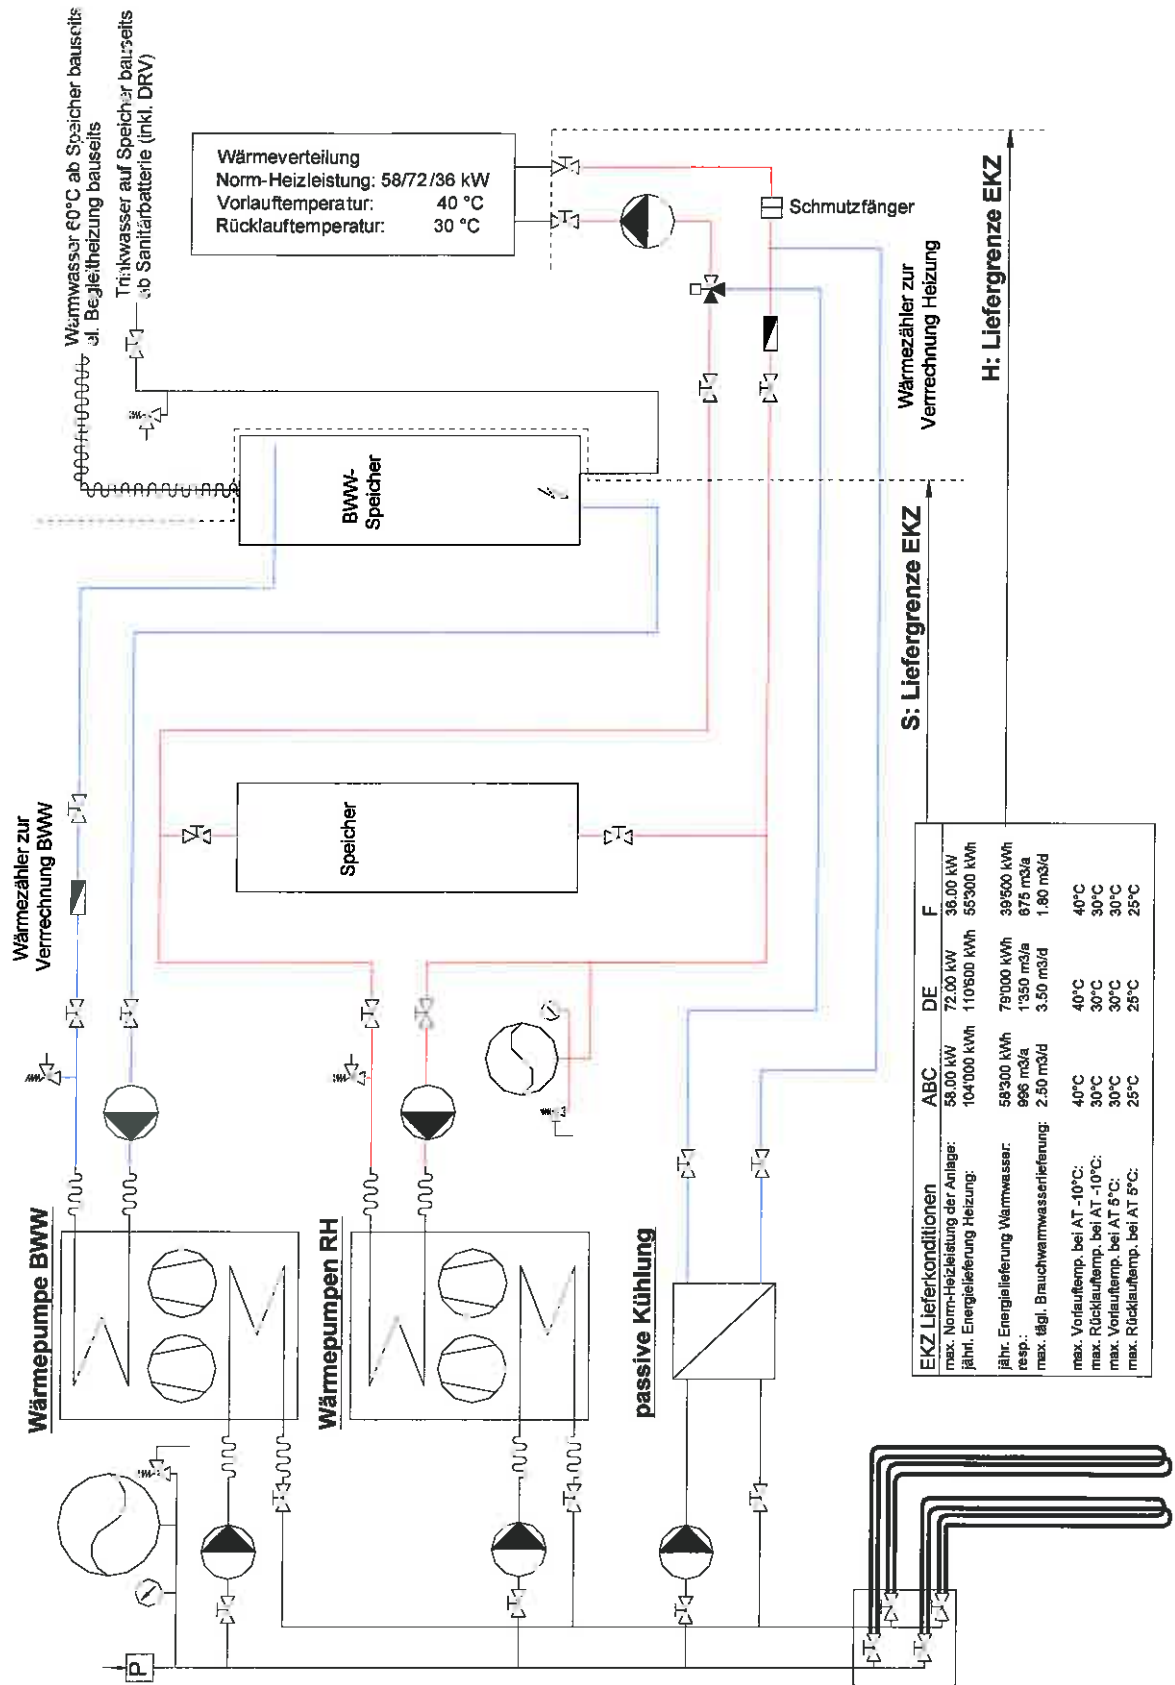 Warmwasser 60°C ab Speicher bauseits
el. Begleitheizung bauseits
Trinkwasser auf Speicher bauseits
ab Sanitärbatterie (inkl. DRV)
Wärmeverteilung
Norm-Heizleistung: 58/72/36 kW
Vorlauftemperatur: 40 °C
Rücklauftemperatur: 30 °C
Schmutzfänger
Wärmezähler zur
Verrrechnung Heizung
H: Liefergrenze EKZ
S: Liefergrenze EKZ
BWW-
Speicher
Speicher
Wärmezähler zur
Verrrechnung BWW
Wärmepumpe BWW
Wärmepumpen RH
passive Kühlung
P
EKZ Lieferkonditionen ABC DE F
max. Norm-Heizleistung der Anlage: 58.00 kW 72.00 kW 36.00 kW
jährl. Energielieferung Heizung: 104'000 kWh 110'600 kWh 55'300 kWh
jähr. Energielieferung Warmwasser: 58'300 kWh 79'000 kWh 39'500 kWh
resp.: 996 m3/a 1'350 m3/a 675 m3/a
max. tägl. Brauchwarmwasserlieferung: 2.50 m3/d 3.50 m3/d 1.80 m3/d
max. Vorlauftemp. bei AT -10°C: 40°C 40°C 40°C
max. Rücklauftemp. bei AT -10°C: 30°C 30°C 30°C
max. Vorlauftemp. bei AT 5°C: 30°C 30°C 30°C
max. Rücklauftemp. bei AT 5°C: 25°C 25°C 25°C